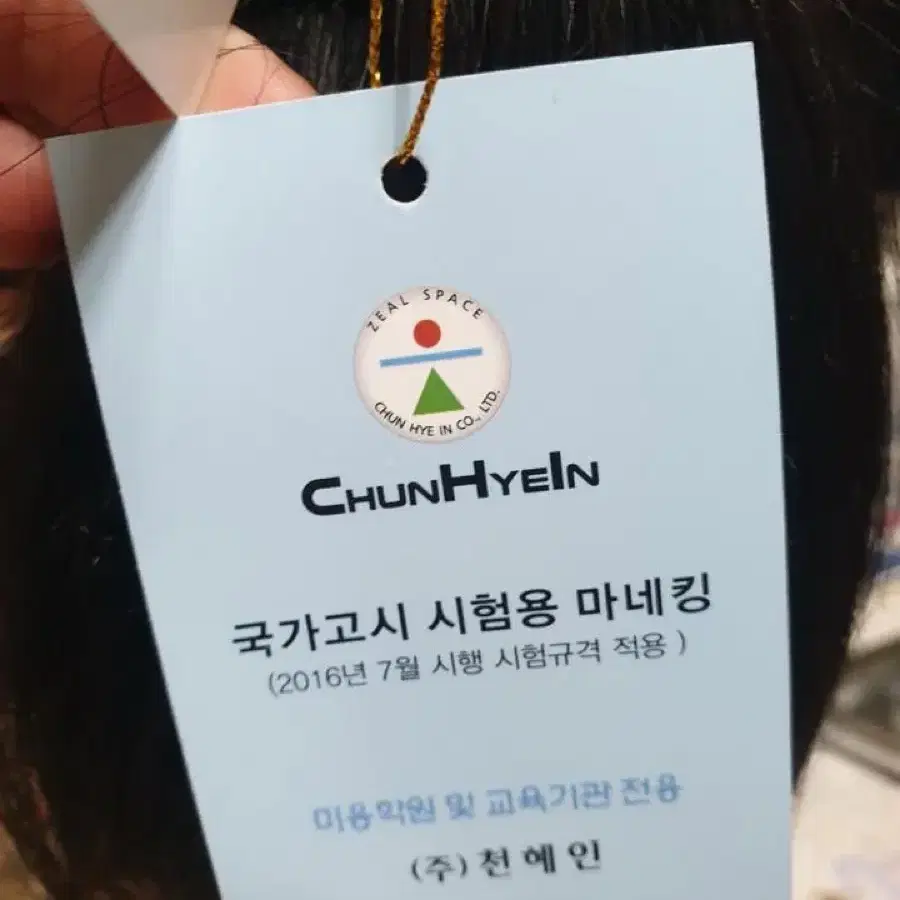 ZEAL SPACE
CHUN HYE IN CO., LTD.
CHUNHYEIN
국가고시 시험용 마네킹
(2016년 7월 시행 시험규격 적용 )
미용학원 및 교육기관 전용
(주) 천혜인